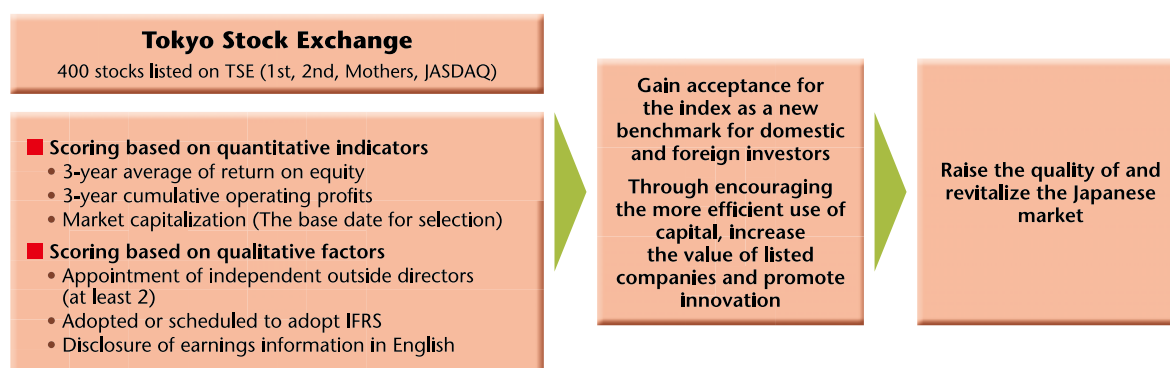 Tokyo Stock Exchange
400 stocks listed on TSE (1st, 2nd, Mothers, JASDAQ)
Scoring based on quantitative indicators
• 3-year average of return on equity
• 3-year cumulative operating profits
• Market capitalization (The base date for selection)
Scoring based on qualitative factors
• Appointment of independent outside directors
(at least 2)
• Adopted or scheduled to adopt IFRS
• Disclosure of earnings information in English
Gain acceptance for
the index as a new
benchmark for domestic
and foreign investors
Through encouraging
the more efficient use of
capital, increase
the value of listed
companies and promote
innovation
Raise the quality of and
revitalize the Japanese
market